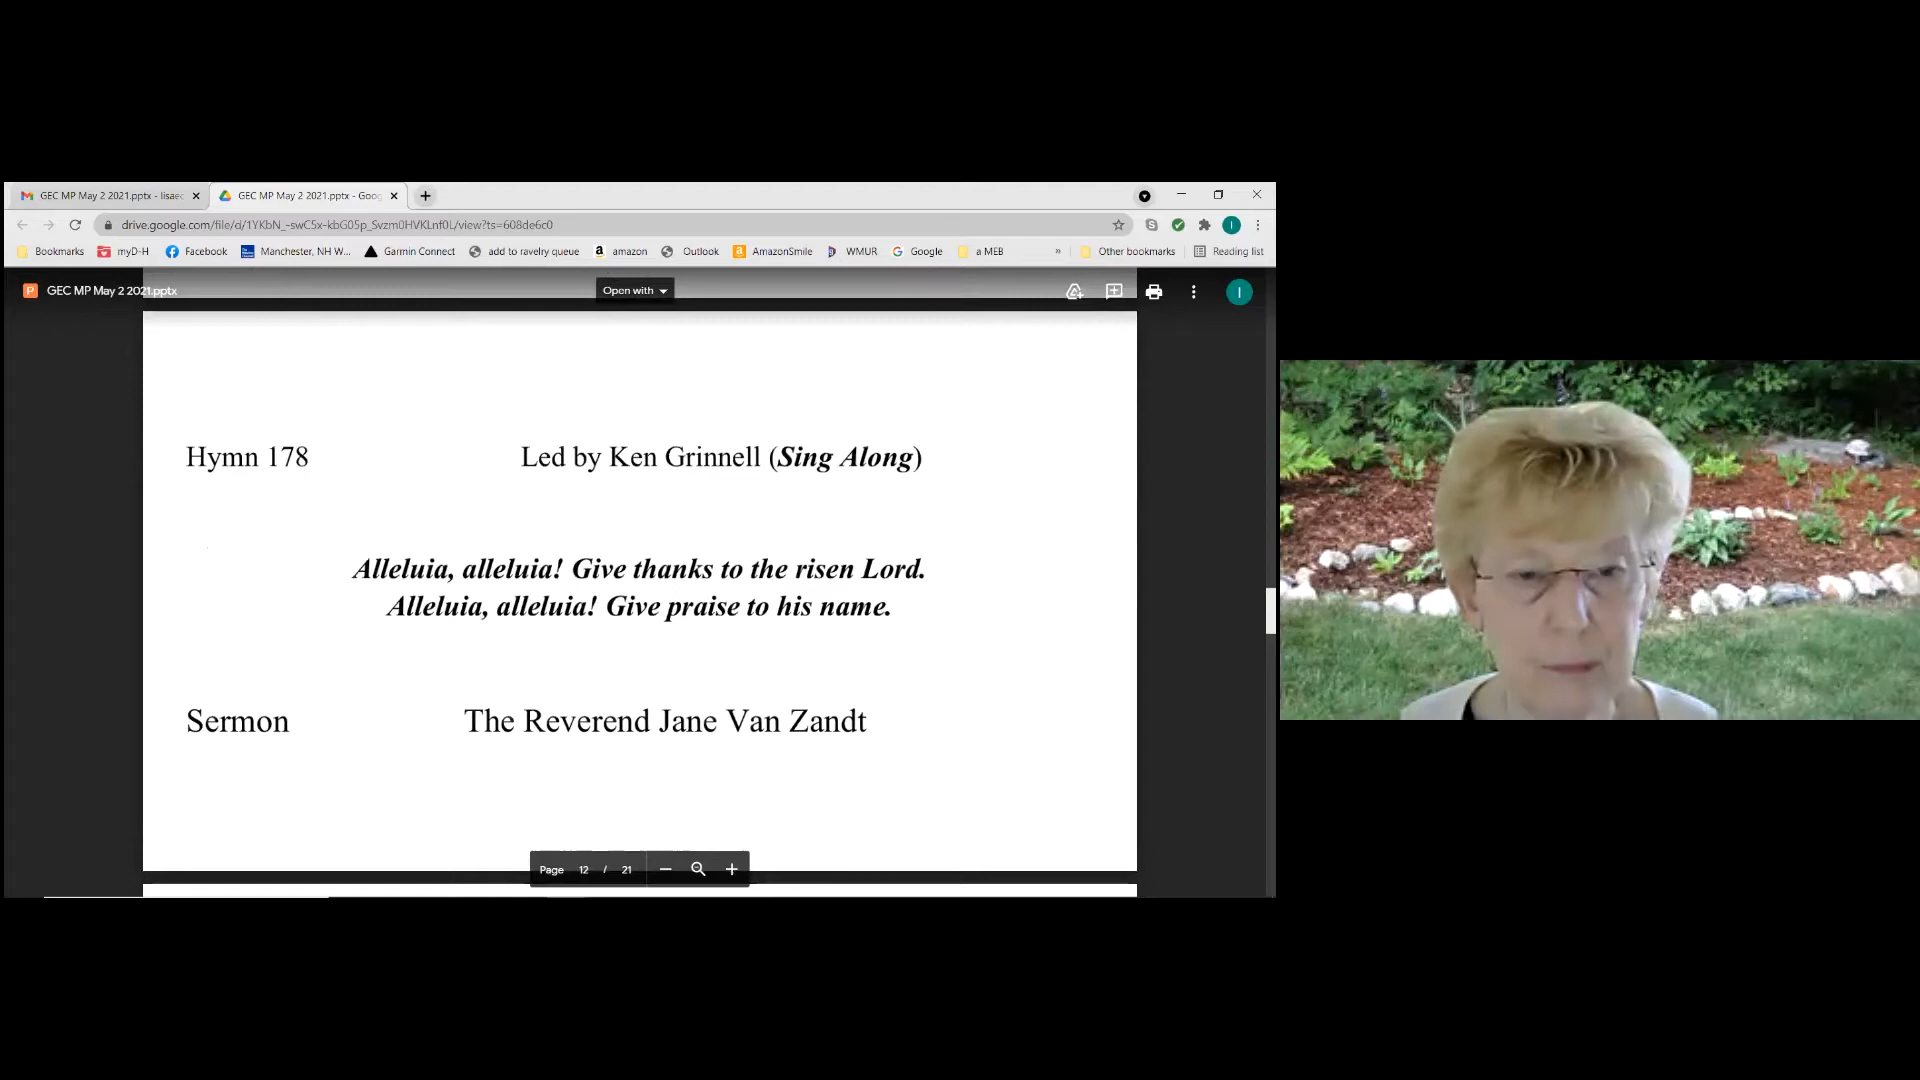 GEC MP May 2 2021.pptx - lisaec
GEC MP May 2 2021.pptx - Goog
drive.google.com/file/d/1YKbN_-swC5x-kbG05p_Svzm0HVKLnf0L/view?ts=608de6c0
Bookmarks myD-H Facebook Manchester, NH W... Garmin Connect add to ravelry queue amazon Outlook AmazonSmile WMUR Google a MEB » Other bookmarks Reading list
GEC MP May 2 2021.pptx Open with
Hymn 178 Led by Ken Grinnell (Sing Along)
Alleluia, alleluia! Give thanks to the risen Lord.
Alleluia, alleluia! Give praise to his name.
Sermon The Reverend Jane Van Zandt
Page 12 / 21